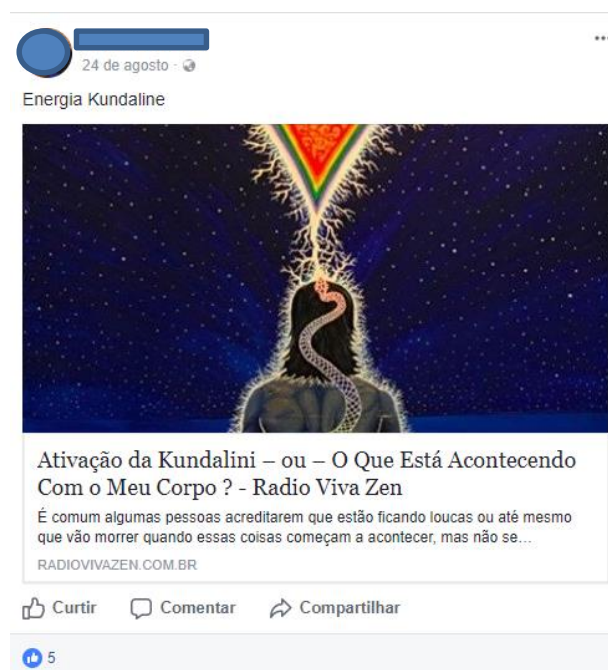 24 de agosto ·
Energia Kundaline
Ativação da Kundalini – ou – O Que Está Acontecendo
Com o Meu Corpo ? - Radio Viva Zen
É comum algumas pessoas acreditarem que estão ficando loucas ou até mesmo
que vão morrer quando essas coisas começam a acontecer, mas não se...
RADIOVIVAZEN.COM.BR
Curtir Comentar Compartilhar
5